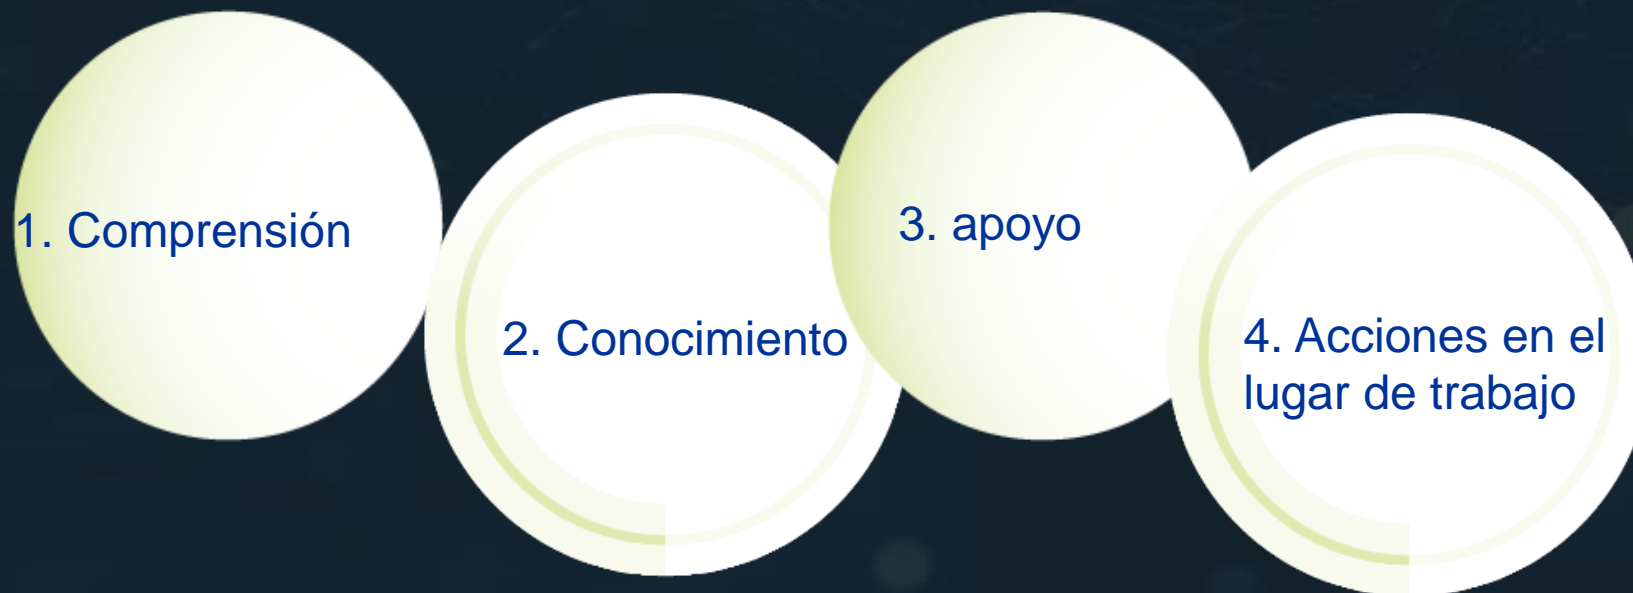 1. Comprensión
2. Conocimiento
3. apoyo
4. Acciones en el
lugar de trabajo